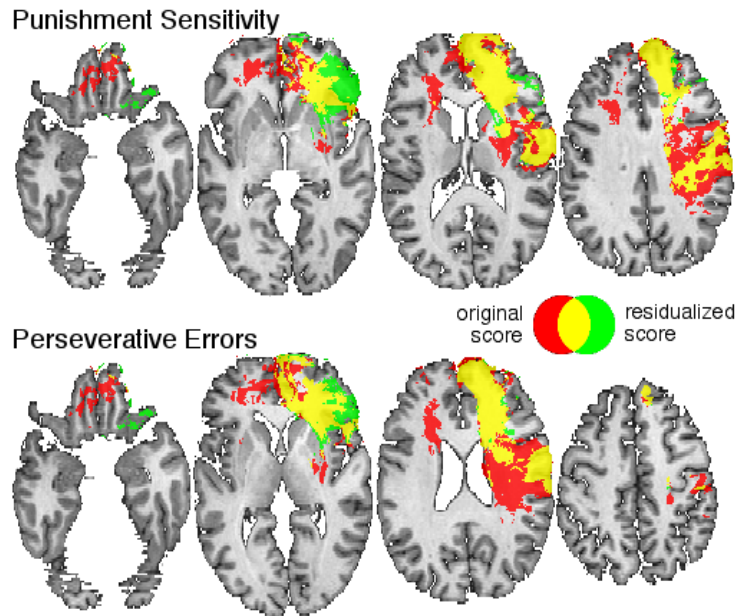 Punishment Sensitivity
original
score
residualized
score
Perseverative Errors